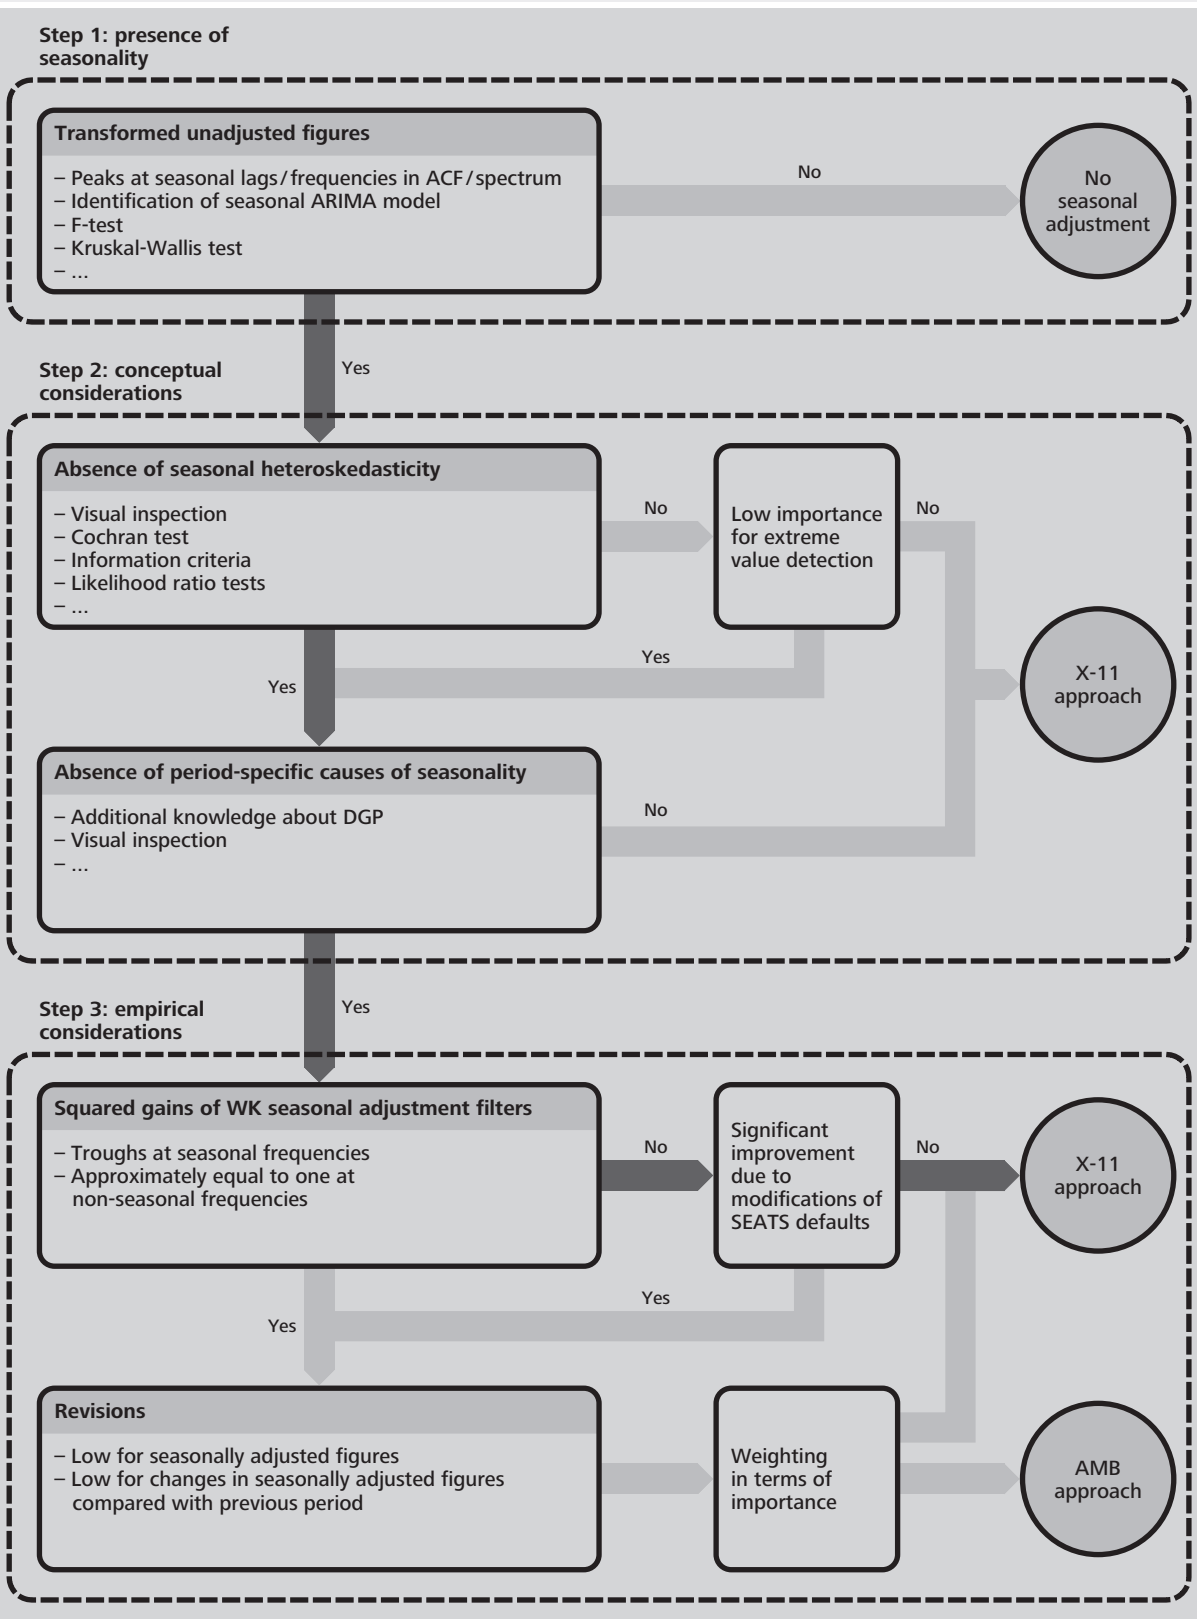 Step 1: presence of
seasonality
Transformed unadjusted figures
– Peaks at seasonal lags/frequencies in ACF/spectrum
– Identification of seasonal ARIMA model
– F-test
– Kruskal-Wallis test
– ...
No
No
seasonal
adjustment
Yes
Step 2: conceptual
considerations
Absence of seasonal heteroskedasticity
– Visual inspection
– Cochran test
– Information criteria
– Likelihood ratio tests
– ...
No
Low importance
for extreme
value detection
No
Yes
Yes
X-11
approach
Absence of period-specific causes of seasonality
– Additional knowledge about DGP
– Visual inspection
– ...
No
Yes
Step 3: empirical
considerations
Squared gains of WK seasonal adjustment filters
– Troughs at seasonal frequencies
– Approximately equal to one at
non-seasonal frequencies
No
Significant
improvement
due to
modifications of
SEATS defaults
No
X-11
approach
Yes
Yes
Revisions
– Low for seasonally adjusted figures
– Low for changes in seasonally adjusted figures
compared with previous period
Weighting
in terms of
importance
AMB
approach